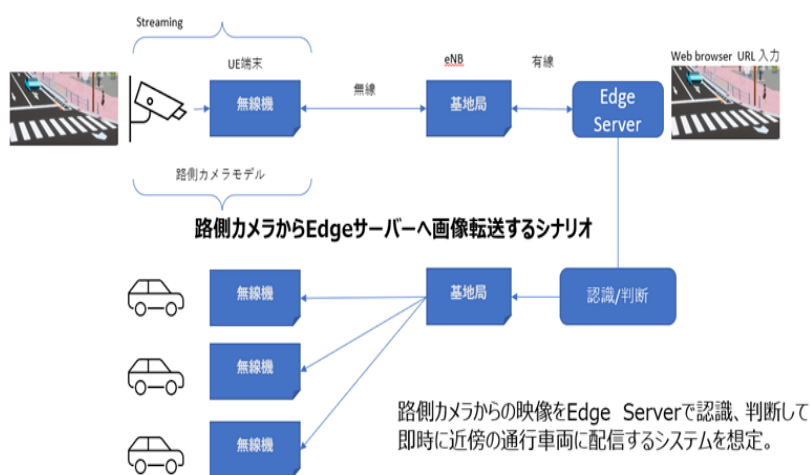 Streaming
UE端末
eNB
有線
Web browser URL 入力
無線機
無線
基地局
Edge
Server
路側カメラモデル
路側カメラからEdgeサーバーへ画像転送するシナリオ
無線機
基地局
認識/判断
無線機
無線機
路側カメラからの映像をEdge Serverで認識、判断して
即時に近傍の通行車両に配信するシステムを想定。